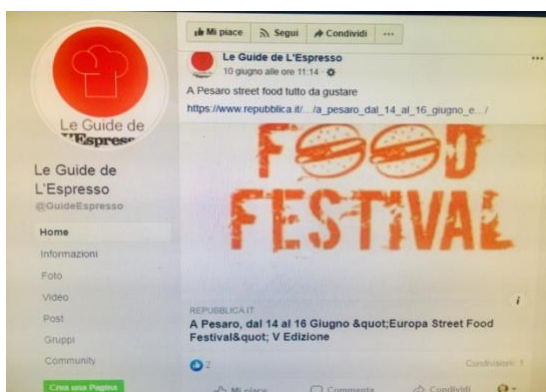 Mi piace
Segui
Condividi
Le Guide de L'Espresso
10 giugno alle ore 11:14
A Pesaro street food tutto da gustare
https://www.repubblica.it/.../a_pesaro_dal_14_al_16_giugno_e.../
Le Guide de
L'Espresso
Le Guide de
L'Espresso
@GuideEspresso
Home
Informazioni
Foto
Video
Post
Gruppi
Community
Crea una Pagina
FOOD
FESTIVAL
i
REPUBBLICA.IT
A Pesaro, dal 14 al 16 Giugno &quot;Europa Street Food
Festival&quot; V Edizione
2
Condivisioni: 1
Mi piace
Commenta
Condividi